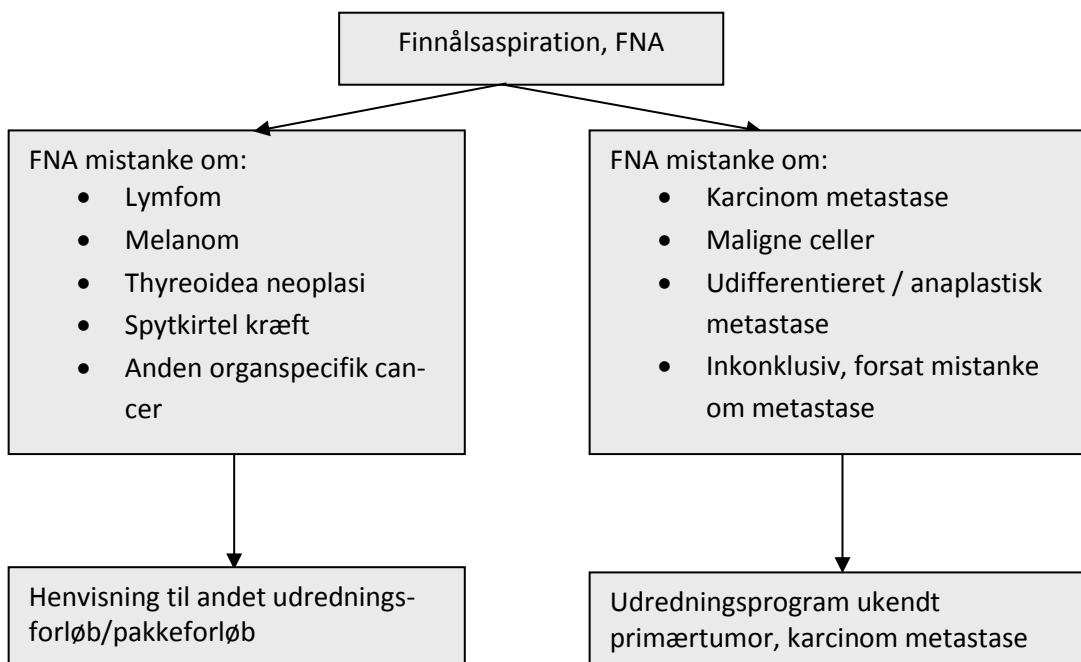 Finnålsaspiration, FNA
FNA mistanke om:
• Lymfom
• Melanom
• Thyreoidea neoplasi
• Spytkirtel kræft
• Anden organspecifik can-
cer
FNA mistanke om:
• Karcinom metastase
• Maligne celler
• Udifferentieret / anaplastisk
metastase
• Inkonklusiv, forsat mistanke
om metastase
Henvisning til andet udrednings-
forløb/pakkeforløb
Udredningsprogram ukendt
primærtumor, karcinom metastase